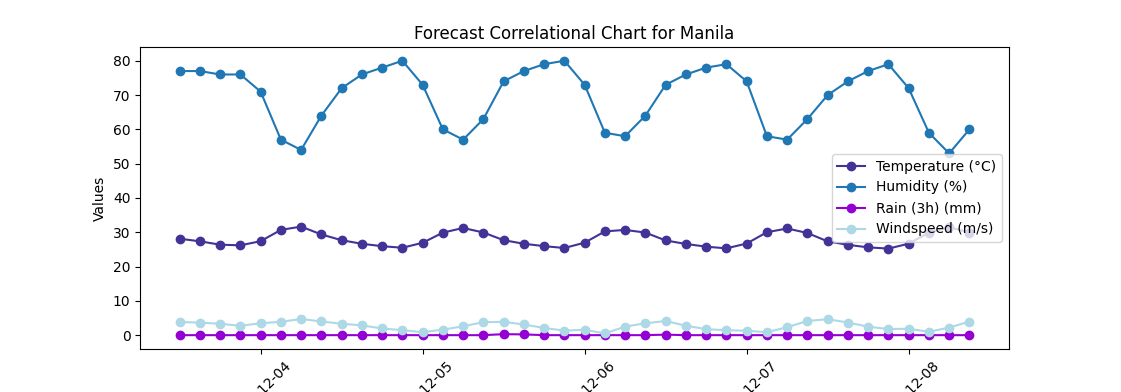 Forecast Correlational Chart for Manila
80
70
60
50
40
30
20
10
0
Values
Temperature (°C)
Humidity (%)
Rain (3h) (mm)
Windspeed (m/s)
12-04
12-05
12-06
12-07
12-08